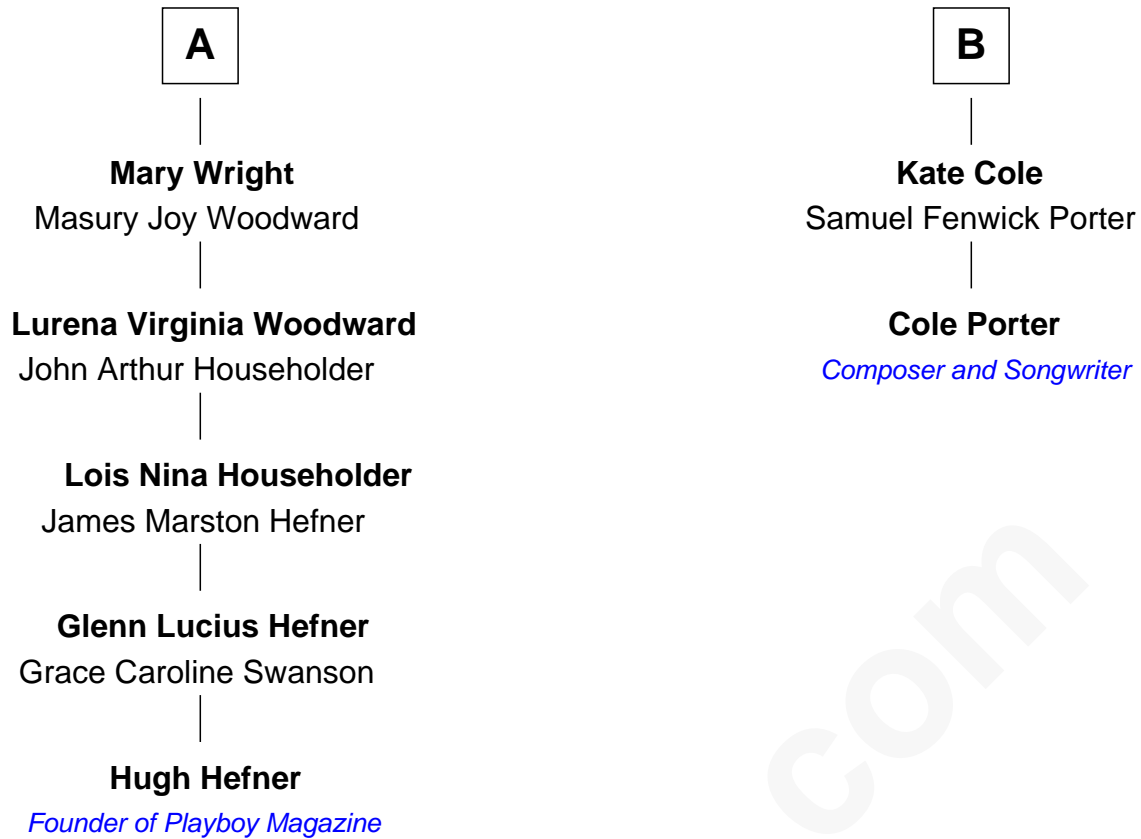 A
Mary Wright
Masury Joy Woodward
Lurena Virginia Woodward
John Arthur Householder
Lois Nina Householder
James Marston Hefner
Glenn Lucius Hefner
Grace Caroline Swanson
Hugh Hefner
Founder of Playboy Magazine
B
Kate Cole
Samuel Fenwick Porter
Cole Porter
Composer and Songwriter
com